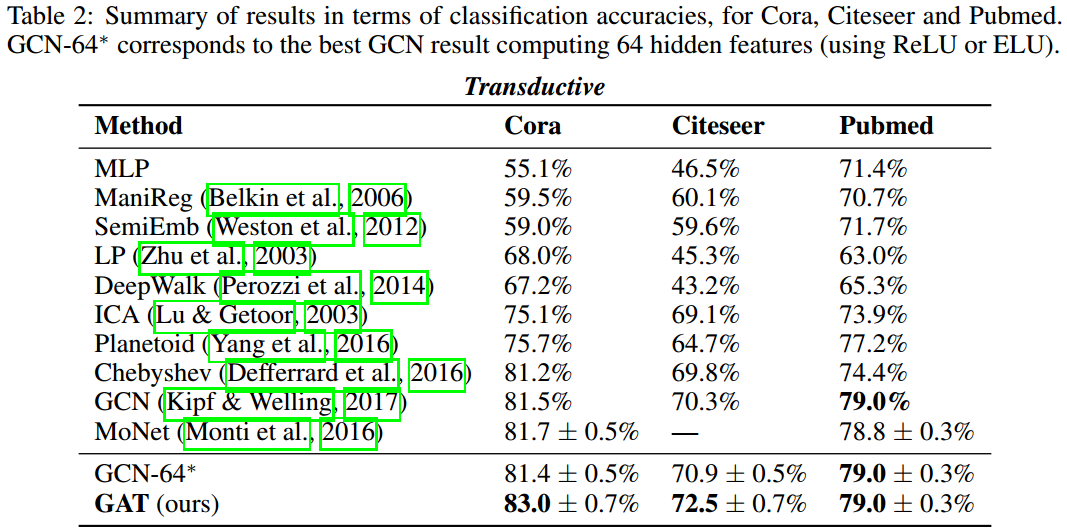 Table 2: Summary of results in terms of classification accuracies, for Cora, Citeseer and Pubmed.
GCN-64* corresponds to the best GCN result computing 64 hidden features (using ReLU or ELU).
Transductive
Method Cora Citeseer Pubmed
MLP 55.1% 46.5% 71.4%
ManiReg (Belkin et al., 2006) 59.5% 60.1% 70.7%
SemiEmb (Weston et al., 2012) 59.0% 59.6% 71.7%
LP (Zhu et al., 2003) 68.0% 45.3% 63.0%
DeepWalk (Perozzi et al., 2014) 67.2% 43.2% 65.3%
ICA (Lu & Getoor, 2003) 75.1% 69.1% 73.9%
Planetoid (Yang et al., 2016) 75.7% 64.7% 77.2%
Chebyshev (Defferrard et al., 2016) 81.2% 69.8% 74.4%
GCN (Kipf & Welling, 2017) 81.5% 70.3% 79.0%
MoNet (Monti et al., 2016) 81.7 ± 0.5% — 78.8 ± 0.3%
GCN-64* 81.4 ± 0.5% 70.9 ± 0.5% 79.0 ± 0.3%
GAT (ours) 83.0 ± 0.7% 72.5 ± 0.7% 79.0 ± 0.3%